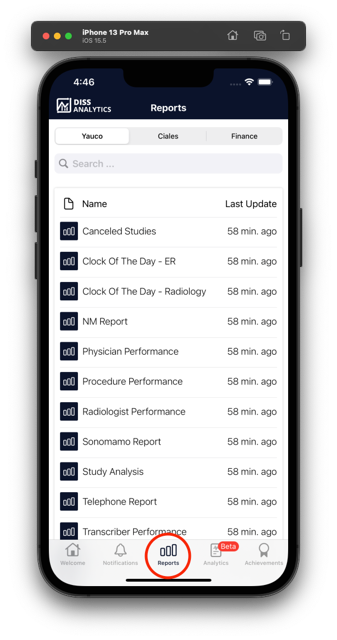 iPhone 13 Pro Max
iOS 15.5
4:46
DISS
ANALYTICS
Reports
Yauco
Ciales
Finance
Search ...
Name
Last Update
Canceled Studies
58 min. ago
Clock Of The Day - ER
58 min. ago
Clock Of The Day - Radiology
58 min. ago
NM Report
58 min. ago
Physician Performance
58 min. ago
Procedure Performance
58 min. ago
Radiologist Performance
58 min. ago
Sonomamo Report
58 min. ago
Study Analysis
58 min. ago
Telephone Report
58 min. ago
Transcriber Performance
58 min. ago
Beta
Welcome
Notifications
Reports
Analytics
Achievements